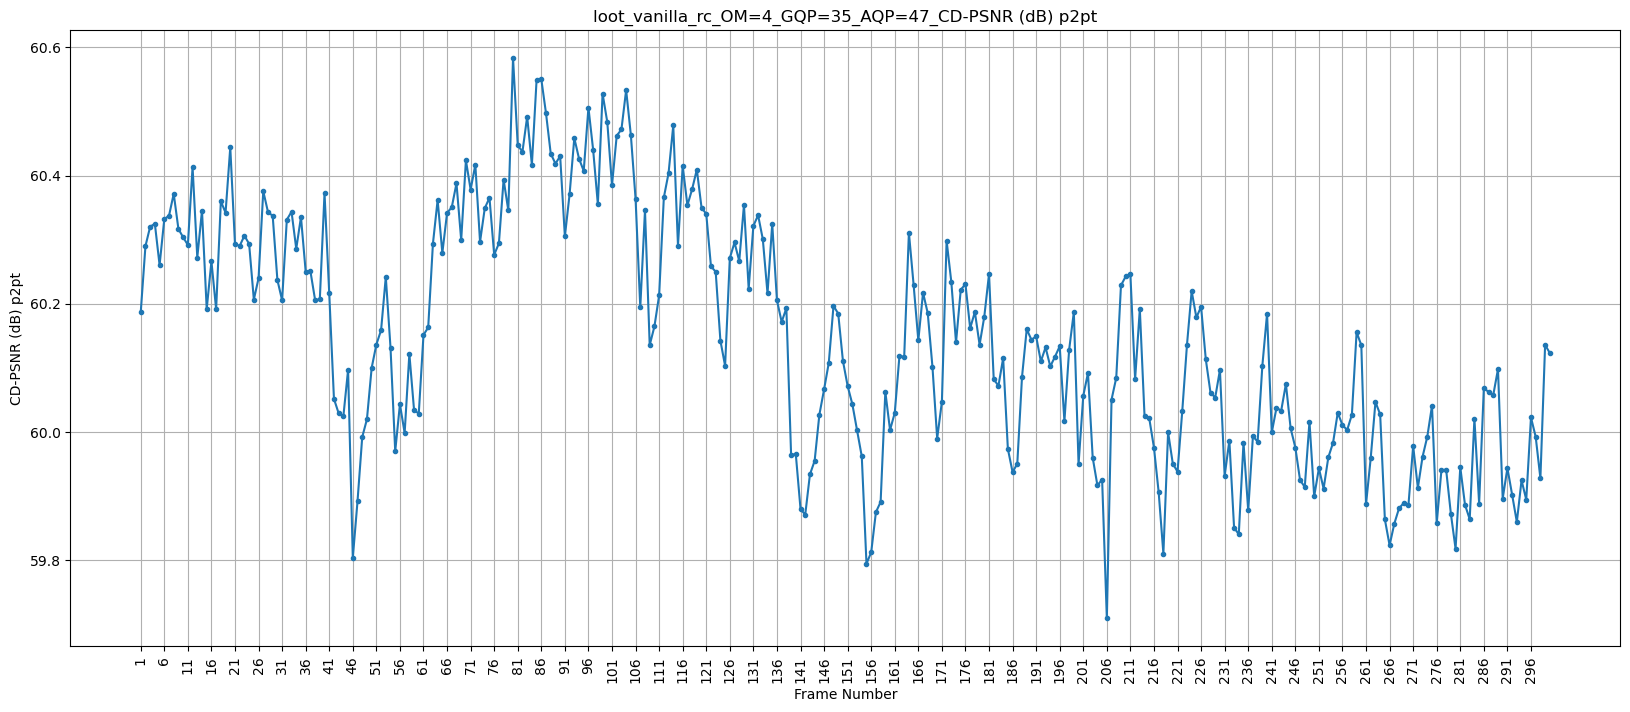 loot_vanilla_rc_OM=4_GQP=35_AQP=47_CD-PSNR (dB) p2pt
CD-PSNR (dB) p2pt
60.6
60.4
60.2
60.0
59.8
1 6 11 16 21 26 31 36 41 46 51 56 61 66 71 76 81 86 91 96 101 106 111 116 121 126 131 136 141 146 151 156 161 166 171 176 181 186 191 196 201 206 211 216 221 226 231 236 241 246 251 256 261 266 271 276 281 286 291 296
Frame Number